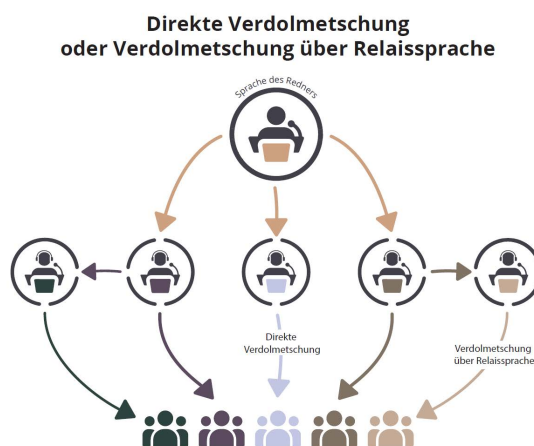 Direkte Verdolmetschung
oder Verdolmetschung über Relaissprache
Sprache des Redners
Direkte
Verdolmetschung
Verdolmetschung
über Relaissprache